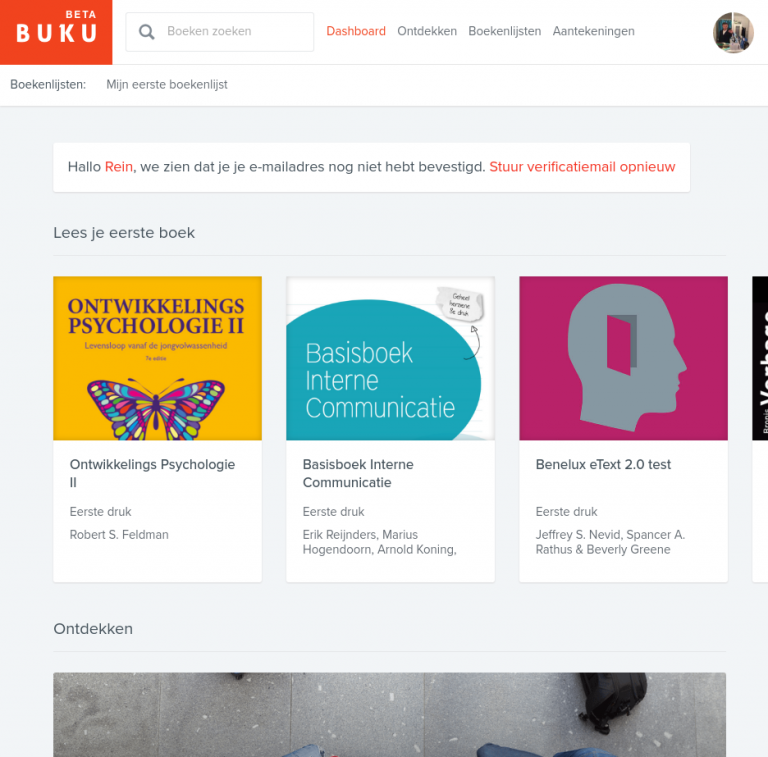 BETA
BUKU
Boeken zoeken
Dashboard Ontdekken Boekenlijsten Aantekeningen
Boekenlijsten: Mijn eerste boekenlijst
Hallo Rein, we zien dat je je e-mailadres nog niet hebt bevestigd. Stuur verificatiemail opnieuw
Lees je eerste boek
ONTWIKKELINGS
PSYCHOLOGIE II
Levensloop vanaf de jongvolwassenheid
7e editie
Geheel
herziene
8e druk
Basisboek
Interne
Communicatie
Ontwikkelings Psychologie
II
Eerste druk
Robert S. Feldman
Basisboek Interne
Communicatie
Eerste druk
Erik Reijnders, Marius
Hogendoorn, Arnold Koning,
Benelux eText 2.0 test
Eerste druk
Jeffrey S. Nevid, Spancer A.
Rathus & Beverly Greene
Ontdekken